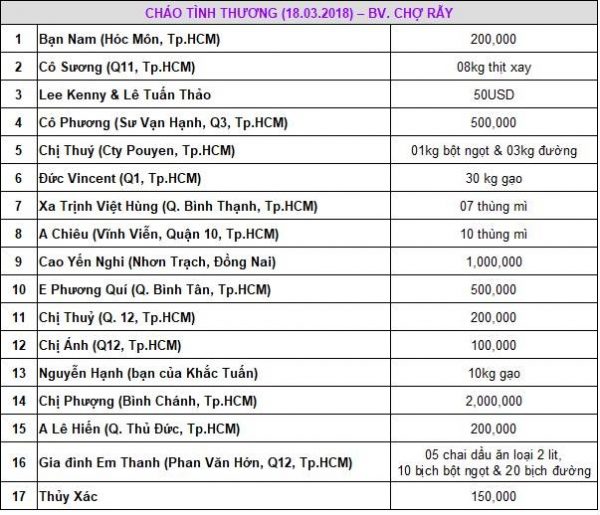 CHÁO TÌNH THƯƠNG (18.03.2018) – BV. CHỢ RẪY
1 Bạn Nam (Hóc Môn, Tp.HCM) 200,000
2 Cô Sương (Q11, Tp.HCM) 08kg thịt xay
3 Lee Kenny & Lê Tuấn Thảo 50USD
4 Cô Phương (Sư Vạn Hạnh, Q3, Tp.HCM) 500,000
5 Chị Thuý (Cty Pouyen, Tp.HCM) 01kg bột ngọt & 03kg đường
6 Đức Vincent (Q1, Tp.HCM) 30 kg gạo
7 Xa Trịnh Việt Hùng (Q. Bình Thạnh, Tp.HCM) 07 thùng mì
8 A Chiêu (Vĩnh Viễn, Quận 10, Tp.HCM) 10 thùng mì
9 Cao Yến Nghi (Nhơn Trạch, Đồng Nai) 1,000,000
10 E Phương Quí (Q. Bình Tân, Tp.HCM) 500,000
11 Chị Thuỷ (Q. 12, Tp.HCM) 200,000
12 Chị Ánh (Q12, Tp.HCM) 100,000
13 Nguyễn Hạnh (bạn của Khắc Tuấn) 10kg gạo
14 Chị Phượng (Bình Chánh, Tp.HCM) 2,000,000
15 A Lê Hiến (Q. Thủ Đức, Tp.HCM) 200,000
16 Gia đình Em Thanh (Phan Văn Hớn, Q12, Tp.HCM) 05 chai dầu ăn loại 2 lit,
10 bịch bột ngọt & 20 bịch đường
17 Thủy Xác 150,000